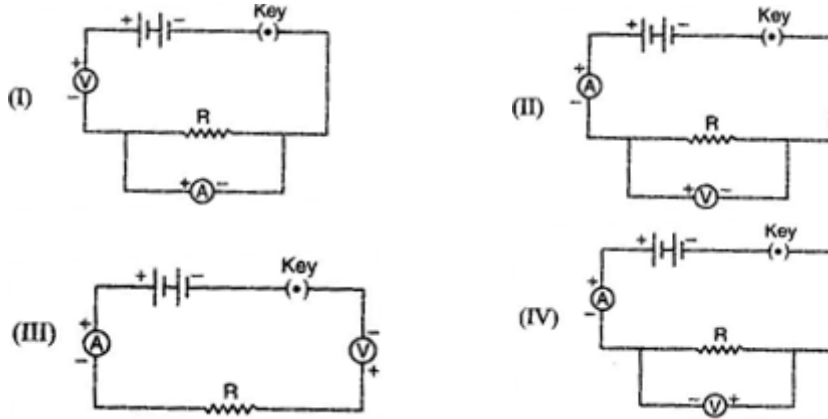 (I)
+ − Key
+ V −
R
+ A −
(II)
+ − Key
+ A −
R
+ V −
(III)
+ − Key
+ A −
− V +
R
(IV)
+ − Key
+ A −
R
− V +